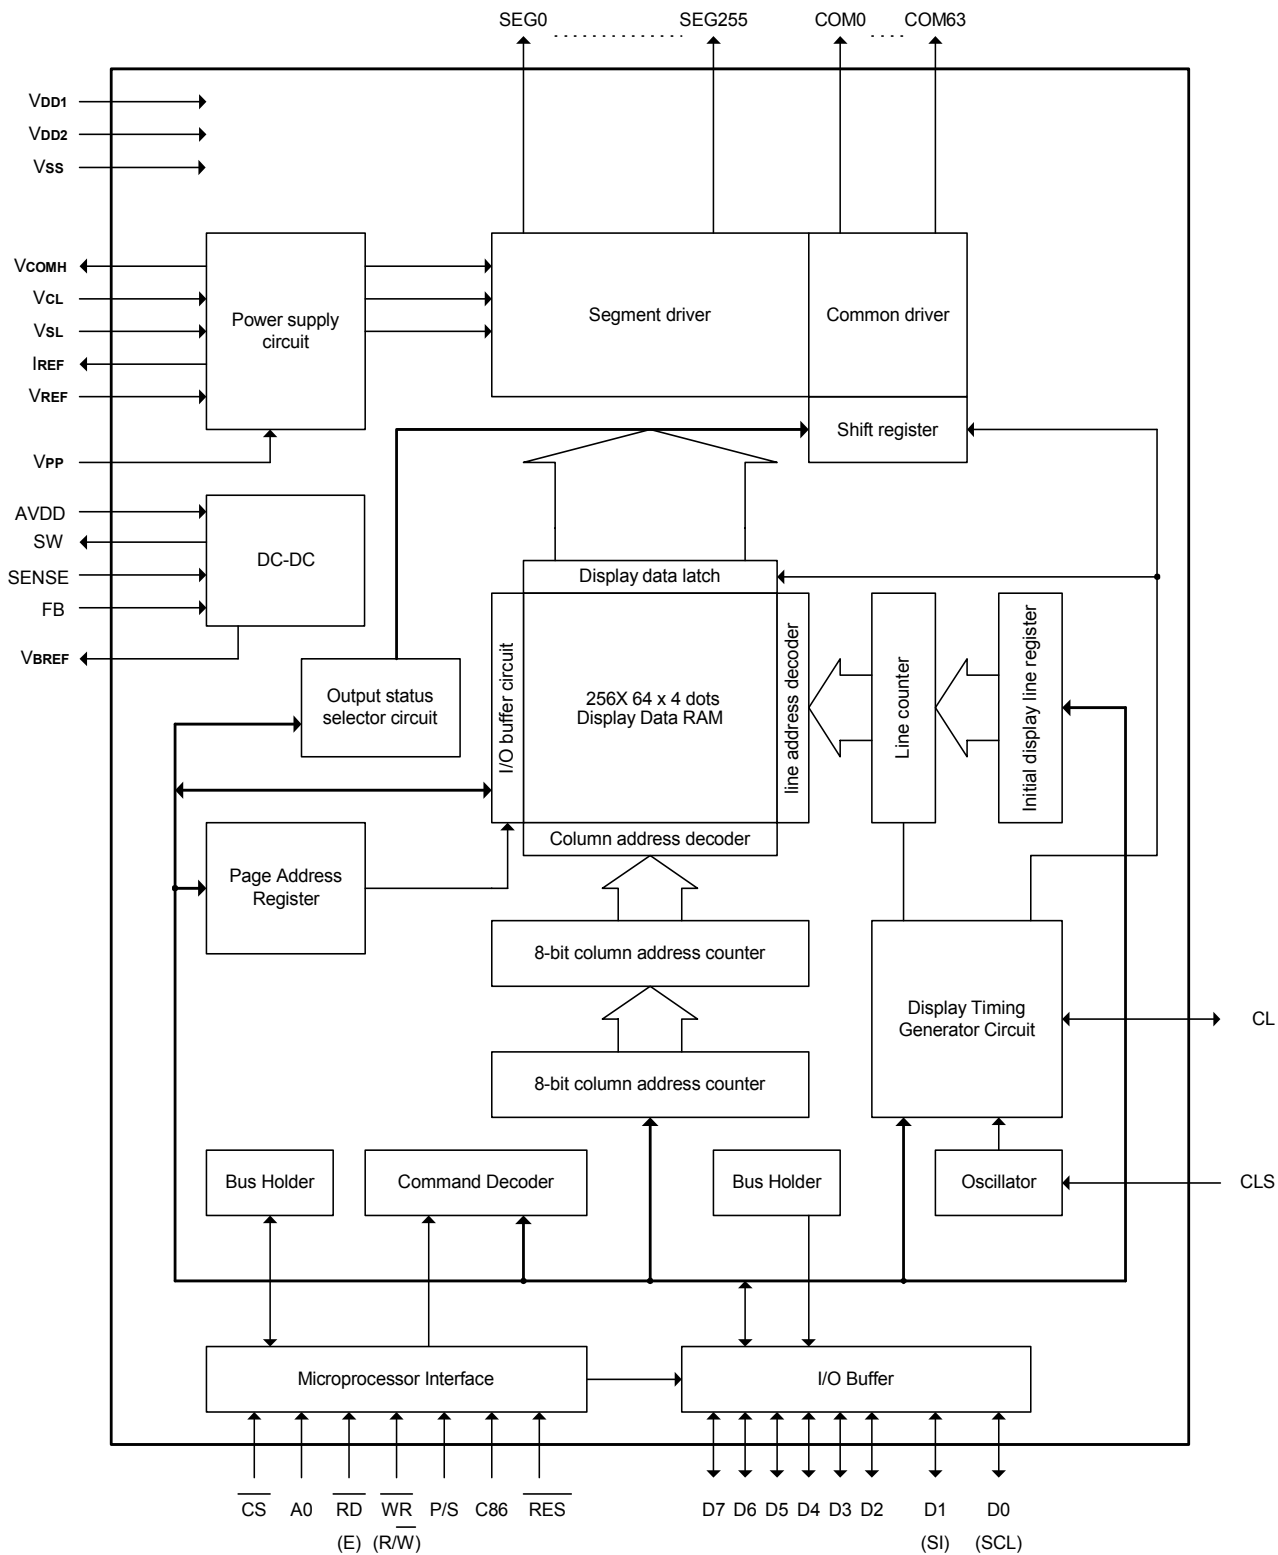 SEG0 ................ SEG255 COM0 ..... COM63
VDD1
VDD2
VSS
VCOMH
VCL
VSL
IREF
VREF
VPP
Power supply
circuit
Segment driver
Common driver
Shift register
AVDD
SW
SENSE
FB
VBREF
DC-DC
Display data latch
Output status
selector circuit
I/O buffer circuit
256X 64 x 4 dots
Display Data RAM
line address decoder
Line counter
Initial display line register
Column address decoder
Page Address
Register
8-bit column address counter
Display Timing
Generator Circuit
CL
8-bit column address counter
Bus Holder
Command Decoder
Bus Holder
Oscillator
CLS
Microprocessor Interface
I/O Buffer
C̅S̅ A0 R̅D̅ W̅R̅ P/S C86 R̅E̅S̅ D7 D6 D5 D4 D3 D2 D1 D0
(E) (R/W̅) (SI) (SCL)